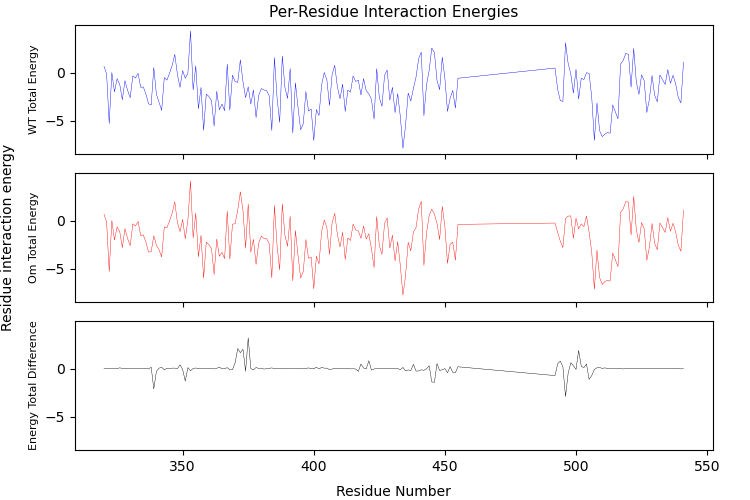 Per-Residue Interaction Energies
Residue interaction energy
WT Total Energy
0
−5
Om Total Energy
0
−5
Energy Total Difference
0
−5
350 400 450 500 550
Residue Number